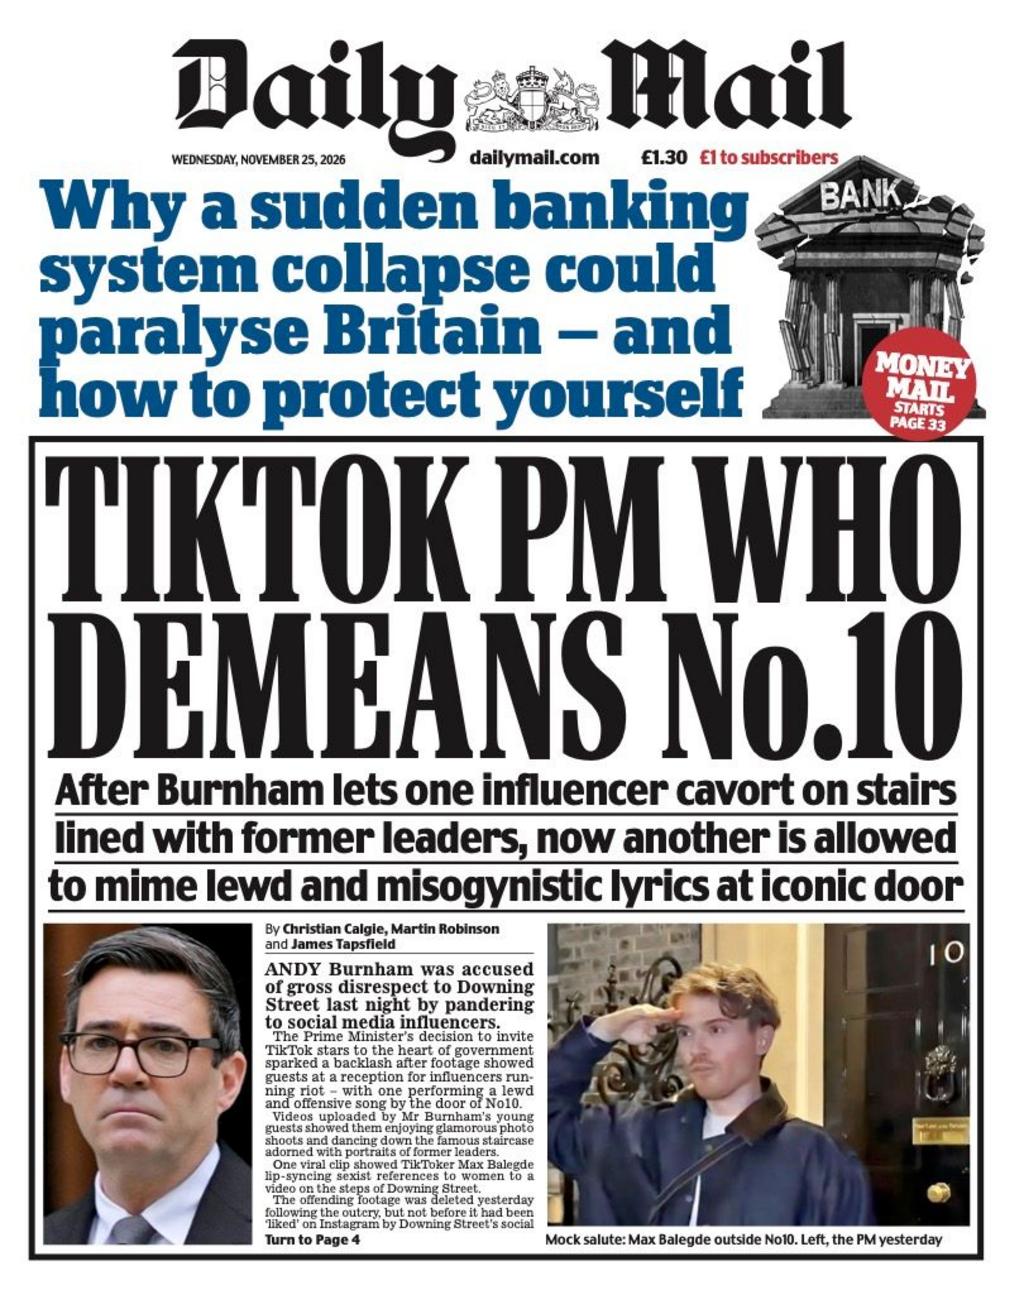 Daily Mail
WEDNESDAY, NOVEMBER 25, 2026
dailymail.com
£1.30 £1 to subscribers
Why a sudden banking
system collapse could
paralyse Britain – and
how to protect yourself
BANK
MONEY
MAIL
STARTS
PAGE 33
TIKTOK PM WHO
DEMEANS No.10
After Burnham lets one influencer cavort on stairs
lined with former leaders, now another is allowed
to mime lewd and misogynistic lyrics at iconic door
By Christian Calgie, Martin Robinson
and James Tapsfield
ANDY Burnham was accused
of gross disrespect to Downing
Street last night by pandering
to social media influencers.
The Prime Minister's decision to invite
TikTok stars to the heart of government
sparked a backlash after footage showed
guests at a reception for influencers run-
ning riot – with one performing a lewd
and offensive song by the door of No10.
Videos uploaded by Mr Burnham's young
guests showed them enjoying glamorous photo
shoots and dancing down the famous staircase
adorned with portraits of former leaders.
One viral clip showed TikToker Max Balegde
lip-syncing sexist references to women to a
video on the steps of Downing Street.
The offending footage was deleted yesterday
following the outcry, but not before it had been
'liked' on Instagram by Downing Street's social
Turn to Page 4
10
Mock salute: Max Balegde outside No10. Left, the PM yesterday